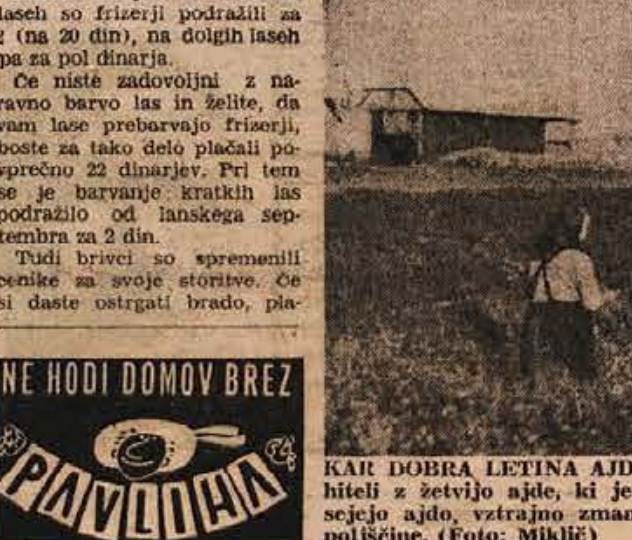 laseh so frizerji podražili za
2 (na 20 din), na dolgih laseh
pa za pol dinarja.
Če niste zadovoljni z na-
ravno barvo las in želite, da
vam lase prebarvajo frizerji,
boste za tako delo plačali po-
vprečno 22 dinarjev. Pri tem
se je barvanje kratkih las
podražilo od lanskega sep-
tembra za 2 din.
Tudi brivci so spremenili
cenike za svoje storitve. Če
si daste ostrgati brado, pla-
NE HODI DOMOV BREZ
PAVLIHA
KAR DOBRA LETINA AJD
hiteli z žetvijo ajde, ki je
sejejo ajdo, vztrajno zman
poljščine. (Foto: Miklič)